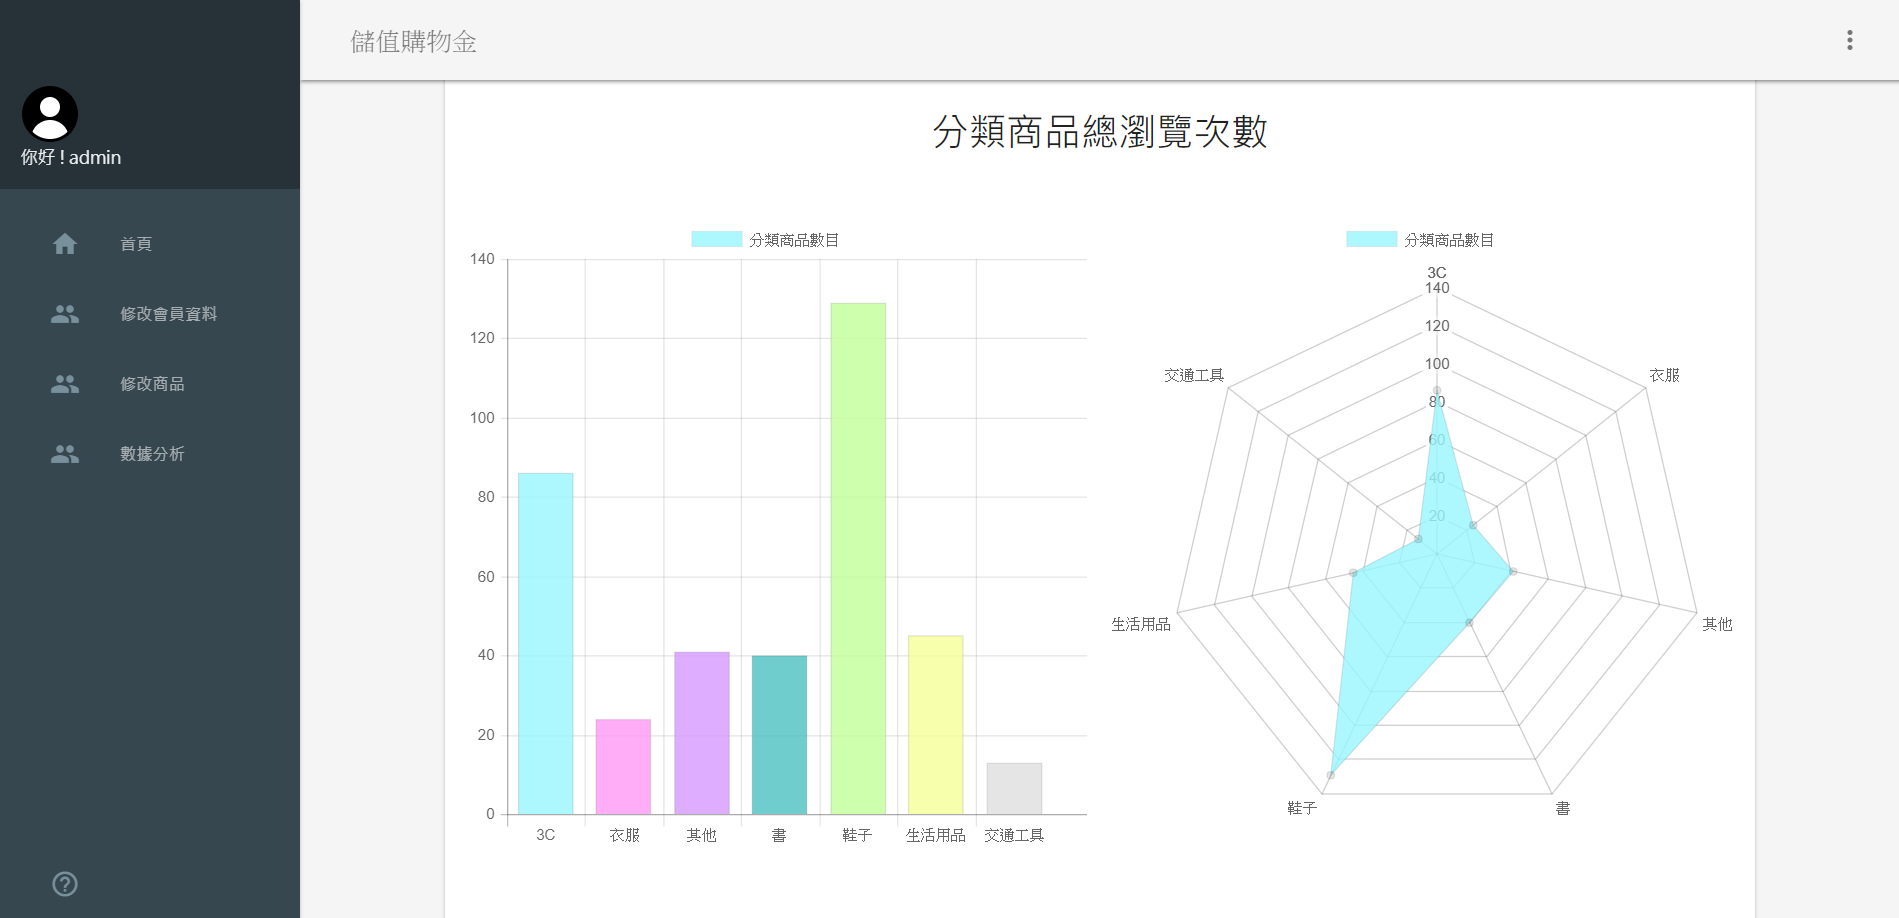 儲值購物金
你好 ! admin
首頁
修改會員資料
修改商品
數據分析
分類商品總瀏覽次數
分類商品數目
140
120
100
80
60
40
20
0
3C
衣服
其他
書
鞋子
生活用品
交通工具
分類商品數目
3C
140
120
100
80
60
40
20
衣服
其他
書
鞋子
生活用品
交通工具